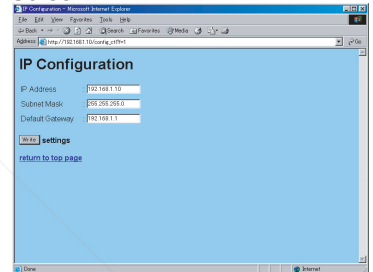 IP Configuration - Microsoft Internet Explorer
File Edit View Favorites Tools Help
Back Search Favorites Media
Address http://192.168.1.10/config_ct?f=1 Go
IP Configuration
IP Address : 192.168.1.10
Subnet Mask : 255.255.255.0
Default Gateway : 192.168.1.1
Write settings
return to top page
Done Internet